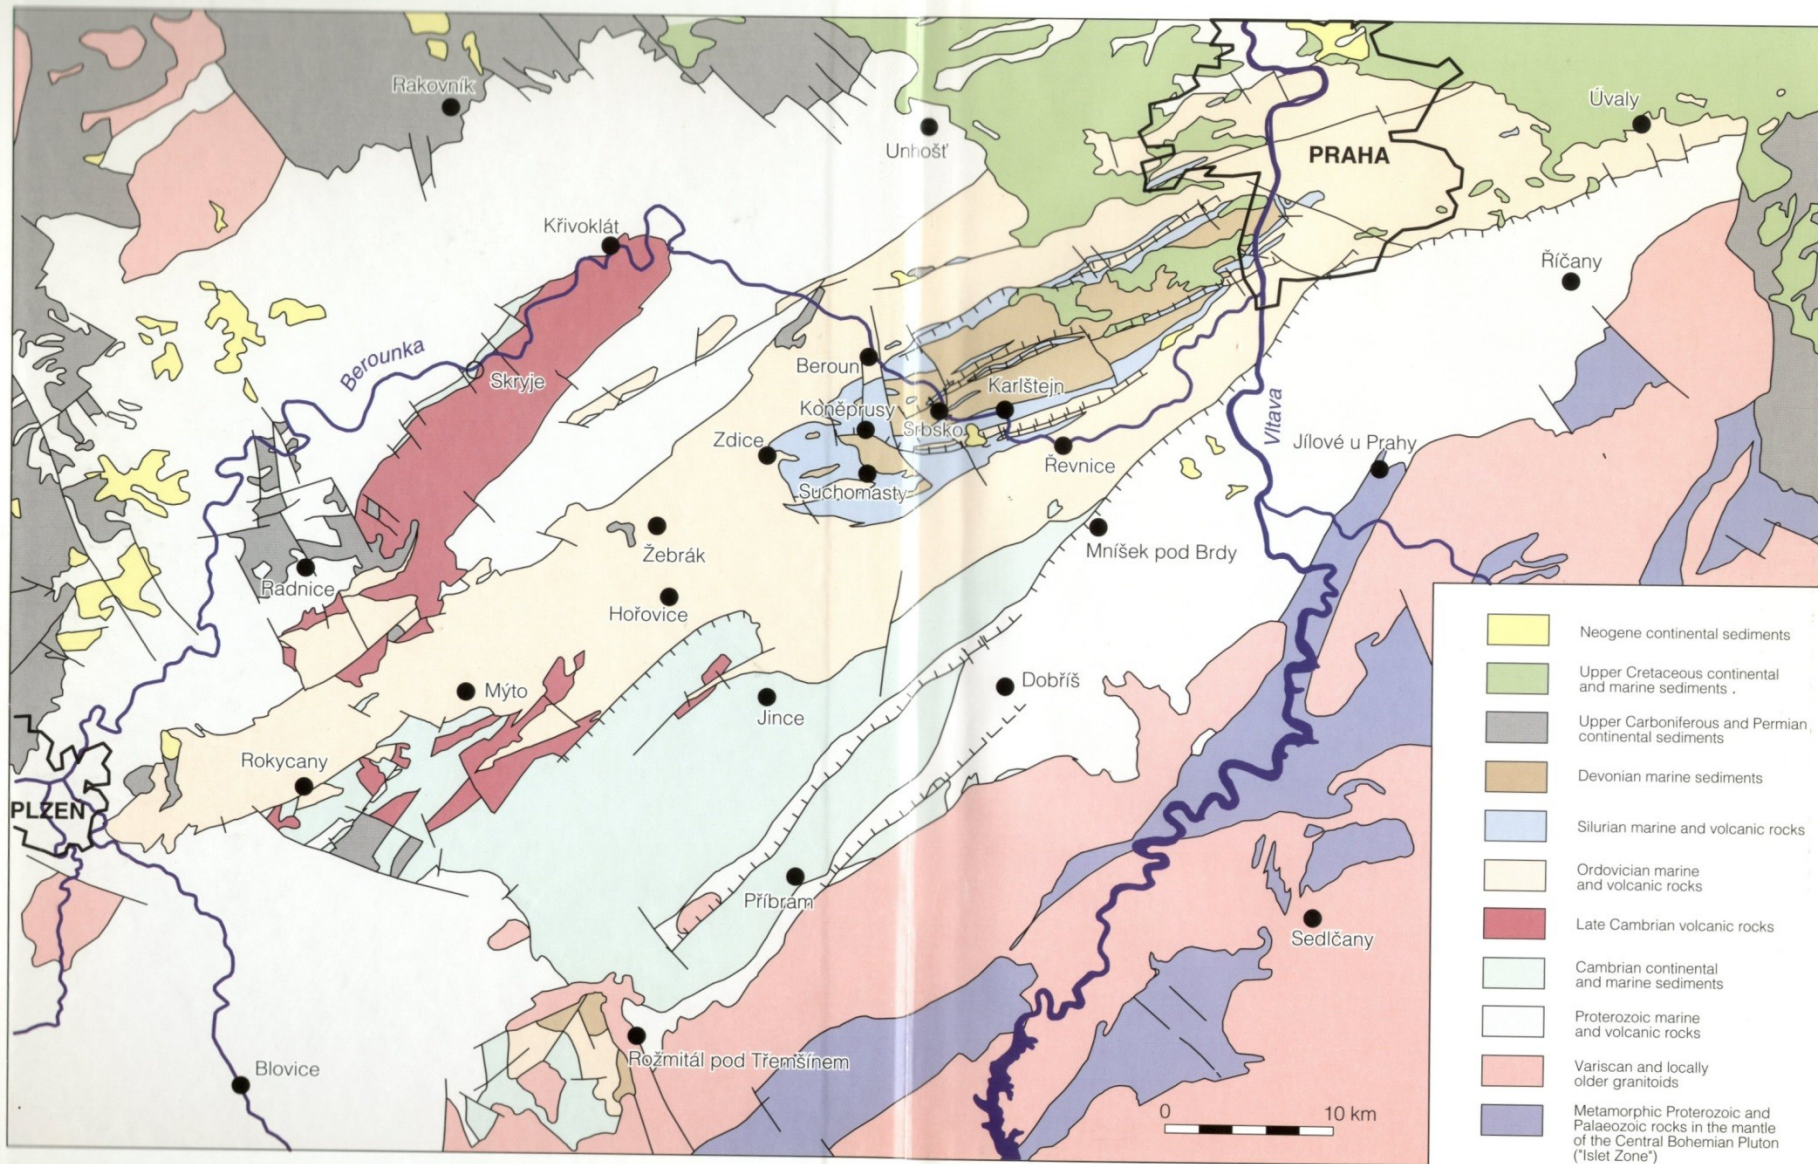 Rakovník
Unhošť
Úvaly
PRAHA
Křivoklát
Říčany
Berounka
Skryje
Beroun
Karlštejn
Koněprusy
Srbsko
Zdice
Řevnice
Vltava
Jílové u Prahy
Suchomasty
Žebrák
Mníšek pod Brdy
Radnice
Hořovice
Mýto
Jince
Dobříš
Rokycany
PLZEŇ
Příbram
Sedlčany
Rožmitál pod Třemšínem
Blovice
0 10 km
Neogene continental sediments
Upper Cretaceous continental
and marine sediments .
Upper Carboniferous and Permian
continental sediments
Devonian marine sediments
Silurian marine and volcanic rocks
Ordovician marine
and volcanic rocks
Late Cambrian volcanic rocks
Cambrian continental
and marine sediments
Proterozoic marine
and volcanic rocks
Variscan and locally
older granitoids
Metamorphic Proterozoic and
Palaeozoic rocks in the mantle
of the Central Bohemian Pluton
("Islet Zone")